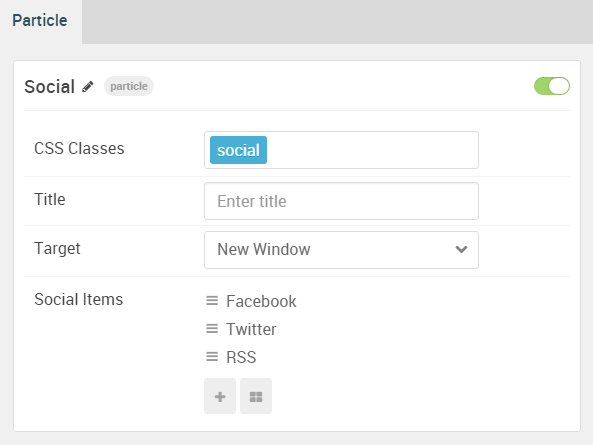 Particle
Social particle
CSS Classes social
Title Enter title
Target New Window
Social Items Facebook
Twitter
RSS